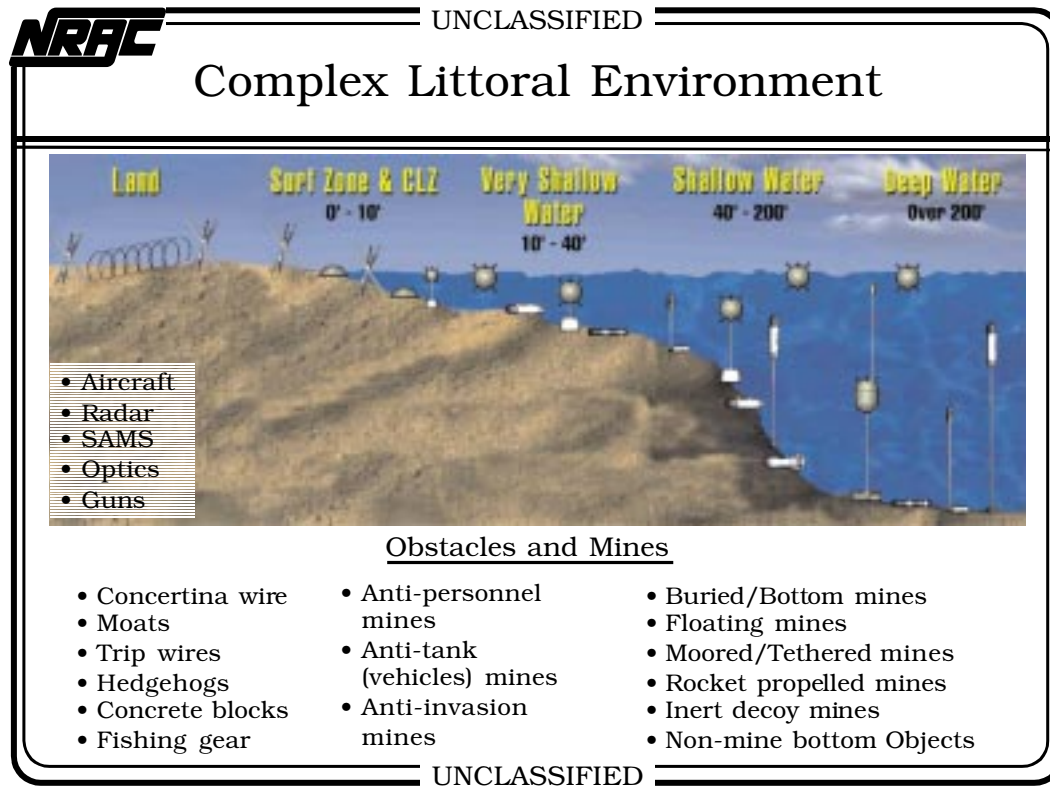 UNCLASSIFIED
NRAC
Complex Littoral Environment
Land
Surf Zone & CLZ
0' - 10'
Very Shallow
Water
10' - 40'
Shallow Water
40' - 200'
Deep Water
Over 200'
• Aircraft
• Radar
• SAMS
• Optics
• Guns
Obstacles and Mines
• Concertina wire
• Moats
• Trip wires
• Hedgehogs
• Concrete blocks
• Fishing gear
• Anti-personnel
mines
• Anti-tank
(vehicles) mines
• Anti-invasion
mines
• Buried/Bottom mines
• Floating mines
• Moored/Tethered mines
• Rocket propelled mines
• Inert decoy mines
• Non-mine bottom Objects
UNCLASSIFIED